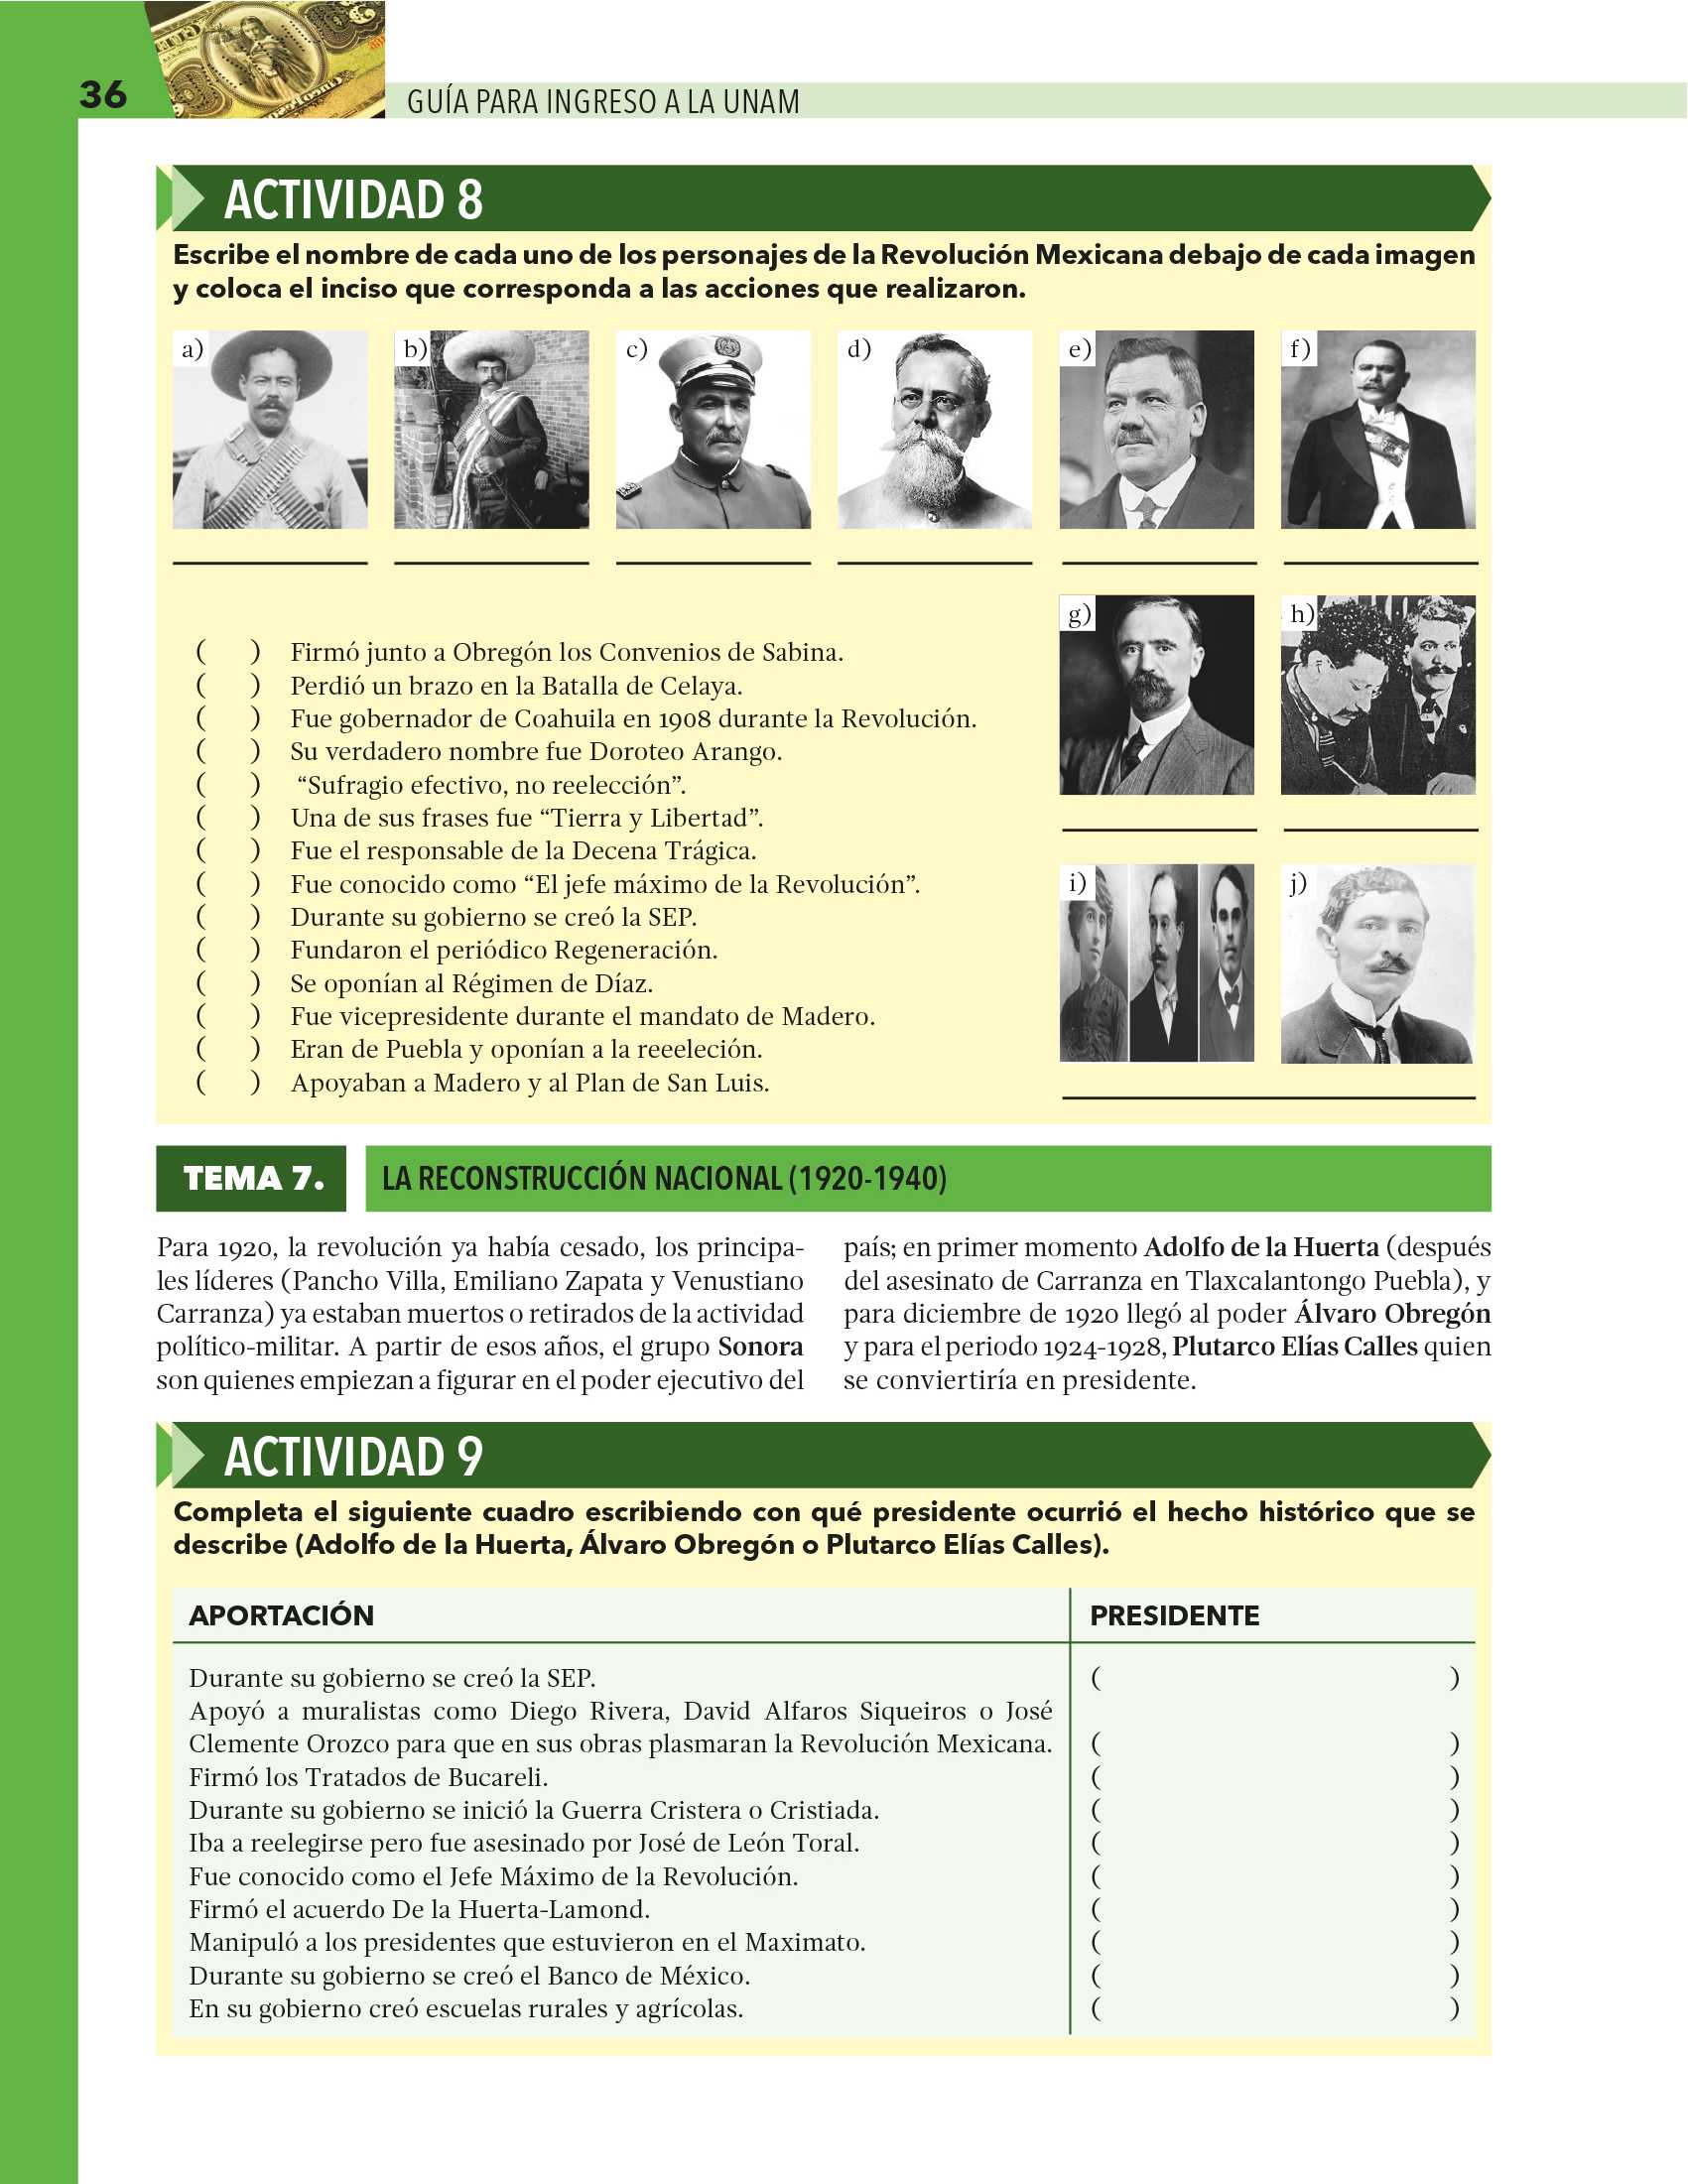 36
GUÍA PARA INGRESO A LA UNAM
ACTIVIDAD 8
Escribe el nombre de cada uno de los personajes de la Revolución Mexicana debajo de cada imagen
y coloca el inciso que corresponda a las acciones que realizaron.
a)
b)
c)
d)
e)
f)
g)
h)
( ) Firmó junto a Obregón los Convenios de Sabina.
( ) Perdió un brazo en la Batalla de Celaya.
( ) Fue gobernador de Coahuila en 1908 durante la Revolución.
( ) Su verdadero nombre fue Doroteo Arango.
( ) “Sufragio efectivo, no reelección”.
( ) Una de sus frases fue “Tierra y Libertad”.
( ) Fue el responsable de la Decena Trágica.
( ) Fue conocido como “El jefe máximo de la Revolución”.
( ) Durante su gobierno se creó la SEP.
( ) Fundaron el periódico Regeneración.
( ) Se oponían al Régimen de Díaz.
( ) Fue vicepresidente durante el mandato de Madero.
( ) Eran de Puebla y oponían a la reeeleción.
( ) Apoyaban a Madero y al Plan de San Luis.
i)
j)
TEMA 7.
LA RECONSTRUCCIÓN NACIONAL (1920-1940)
Para 1920, la revolución ya había cesado, los principa-
les líderes (Pancho Villa, Emiliano Zapata y Venustiano
Carranza) ya estaban muertos o retirados de la actividad
político-militar. A partir de esos años, el grupo Sonora
son quienes empiezan a figurar en el poder ejecutivo del
país; en primer momento Adolfo de la Huerta (después
del asesinato de Carranza en Tlaxcalantongo Puebla), y
para diciembre de 1920 llegó al poder Álvaro Obregón
y para el periodo 1924-1928, Plutarco Elías Calles quien
se conviertiría en presidente.
ACTIVIDAD 9
Completa el siguiente cuadro escribiendo con qué presidente ocurrió el hecho histórico que se
describe (Adolfo de la Huerta, Álvaro Obregón o Plutarco Elías Calles).
APORTACIÓN PRESIDENTE
Durante su gobierno se creó la SEP. ( )
Apoyó a muralistas como Diego Rivera, David Alfaros Siqueiros o José
Clemente Orozco para que en sus obras plasmaran la Revolución Mexicana. ( )
Firmó los Tratados de Bucareli. ( )
Durante su gobierno se inició la Guerra Cristera o Cristiada. ( )
Iba a reelegirse pero fue asesinado por José de León Toral. ( )
Fue conocido como el Jefe Máximo de la Revolución. ( )
Firmó el acuerdo De la Huerta-Lamond. ( )
Manipuló a los presidentes que estuvieron en el Maximato. ( )
Durante su gobierno se creó el Banco de México. ( )
En su gobierno creó escuelas rurales y agrícolas. ( )